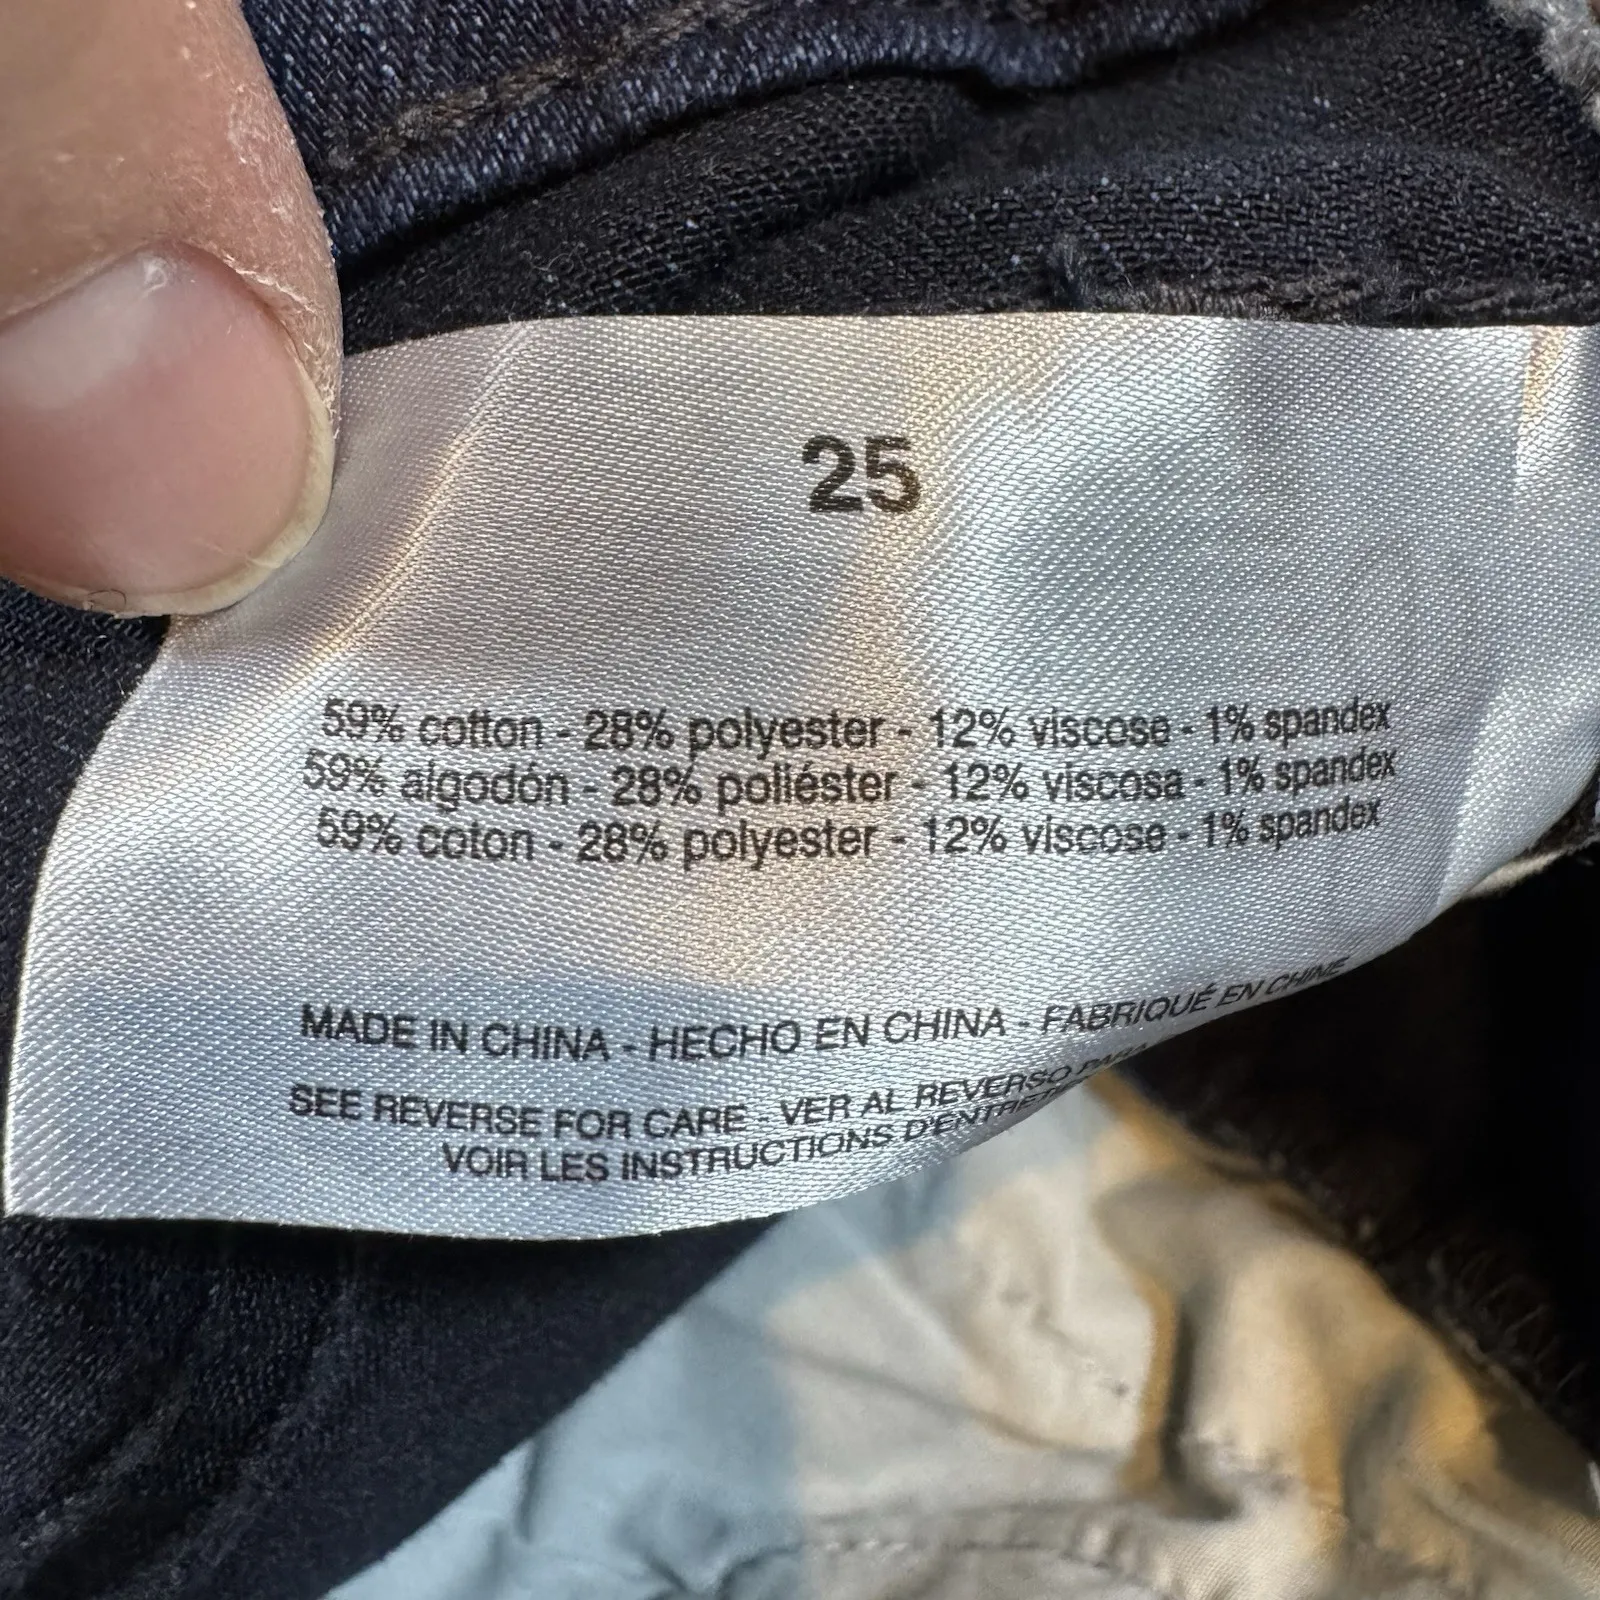 25
59% cotton - 28% polyester - 12% viscose - 1% spandex
59% algodón - 28% poliéster - 12% viscosa - 1% spandex
59% coton - 28% polyester - 12% viscose - 1% spandex
MADE IN CHINA - HECHO EN CHINA - FABRIQUÉ EN CHINE
SEE REVERSE FOR CARE - VER AL REVERSO PARA
VOIR LES INSTRUCTIONS